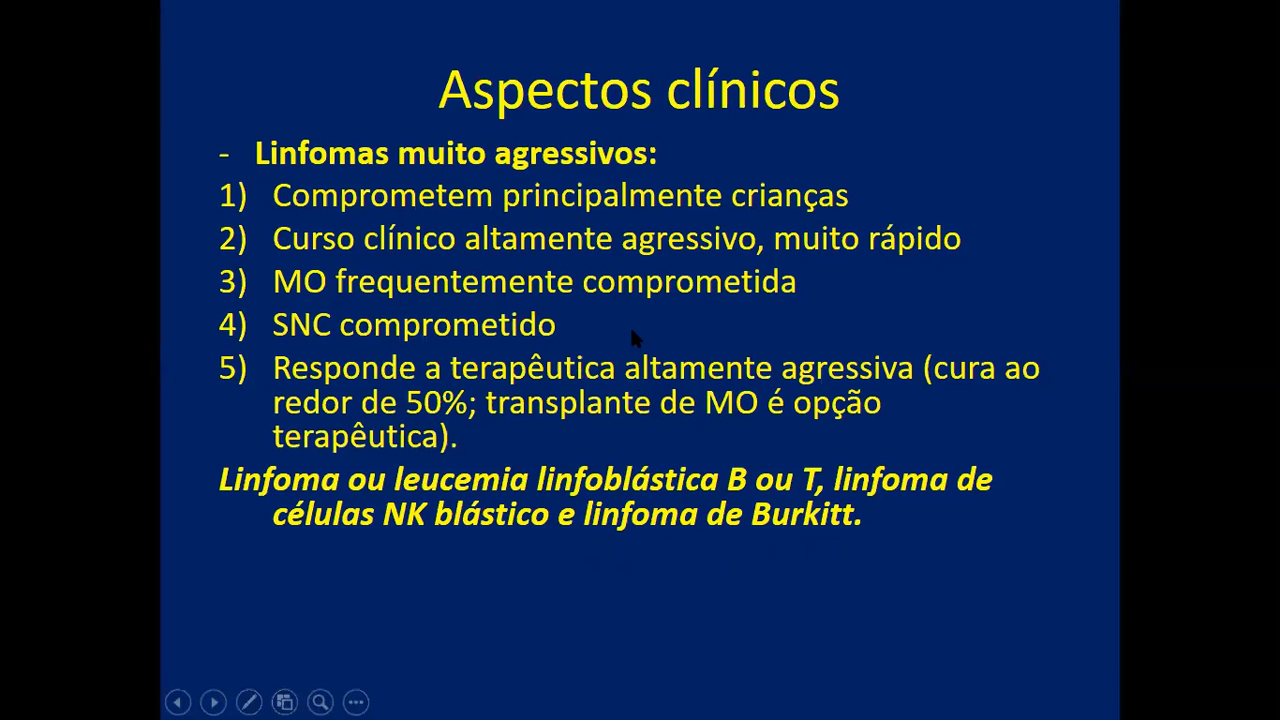 Aspectos clínicos
- Linfomas muito agressivos:
1) Comprometem principalmente crianças
2) Curso clínico altamente agressivo, muito rápido
3) MO frequentemente comprometida
4) SNC comprometido
5) Responde a terapêutica altamente agressiva (cura ao
redor de 50%; transplante de MO é opção
terapêutica).
Linfoma ou leucemia linfoblástica B ou T, linfoma de
células NK blástico e linfoma de Burkitt.